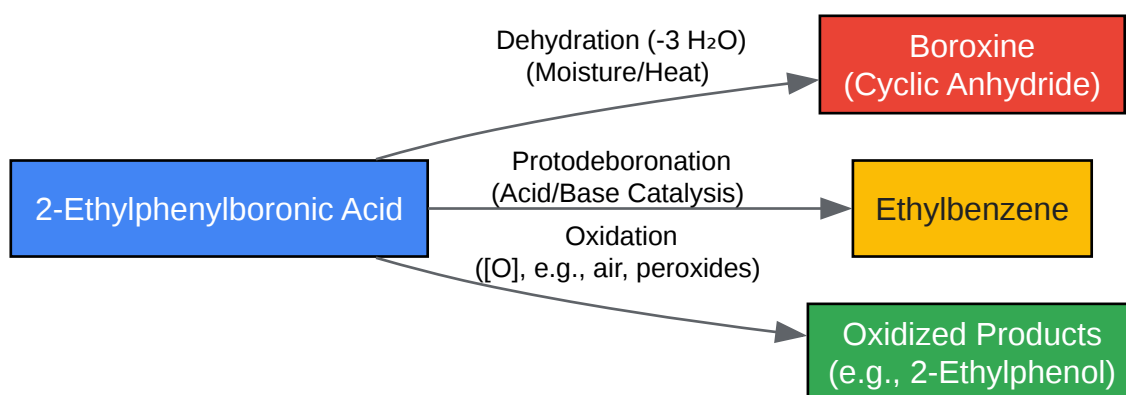 Dehydration (-3 H₂O)
(Moisture/Heat)
Boroxine
(Cyclic Anhydride)
2-Ethylphenylboronic Acid
Protodeboronation
(Acid/Base Catalysis)
Ethylbenzene
Oxidation
([O], e.g., air, peroxides)
Oxidized Products
(e.g., 2-Ethylphenol)